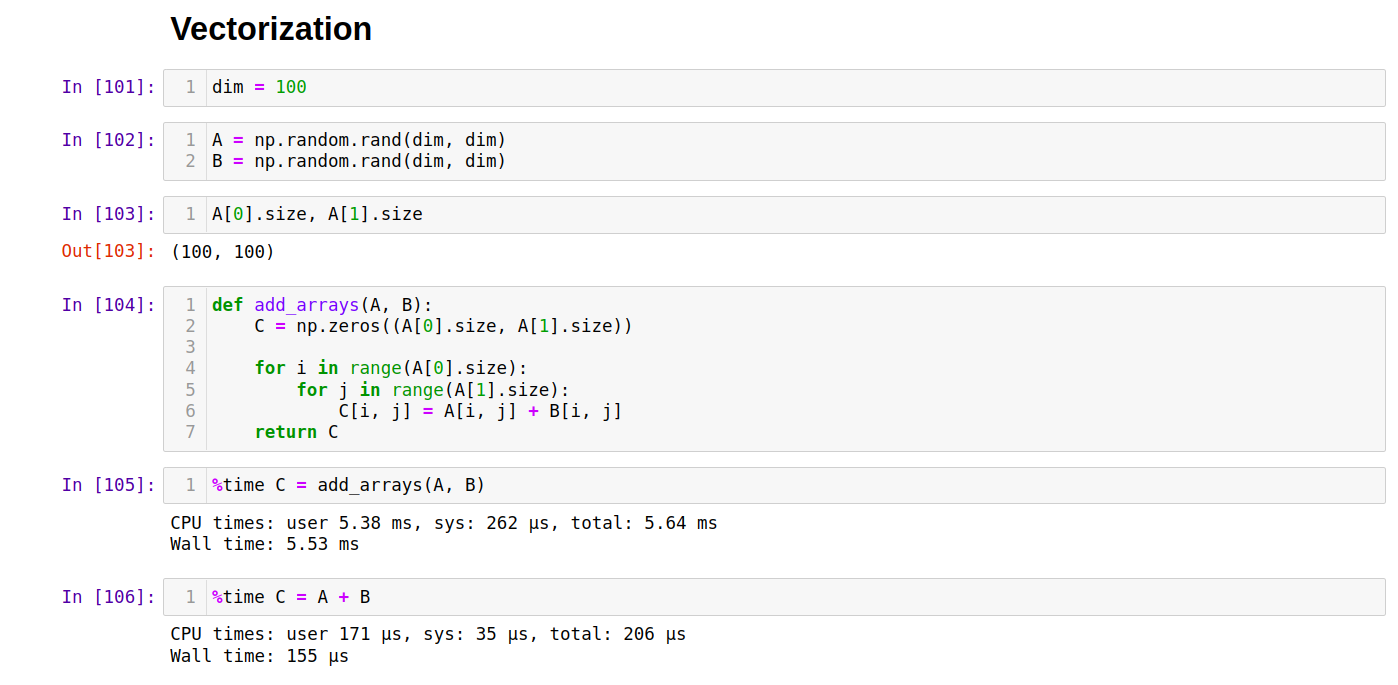 Vectorization
In [101]: 1 dim = 100
In [102]: 1 A = np.random.rand(dim, dim)
2 B = np.random.rand(dim, dim)
In [103]: 1 A[0].size, A[1].size
Out[103]: (100, 100)
In [104]: 1 def add_arrays(A, B):
2     C = np.zeros((A[0].size, A[1].size))
3
4     for i in range(A[0].size):
5         for j in range(A[1].size):
6             C[i, j] = A[i, j] + B[i, j]
7     return C
In [105]: 1 %time C = add_arrays(A, B)
CPU times: user 5.38 ms, sys: 262 µs, total: 5.64 ms
Wall time: 5.53 ms
In [106]: 1 %time C = A + B
CPU times: user 171 µs, sys: 35 µs, total: 206 µs
Wall time: 155 µs